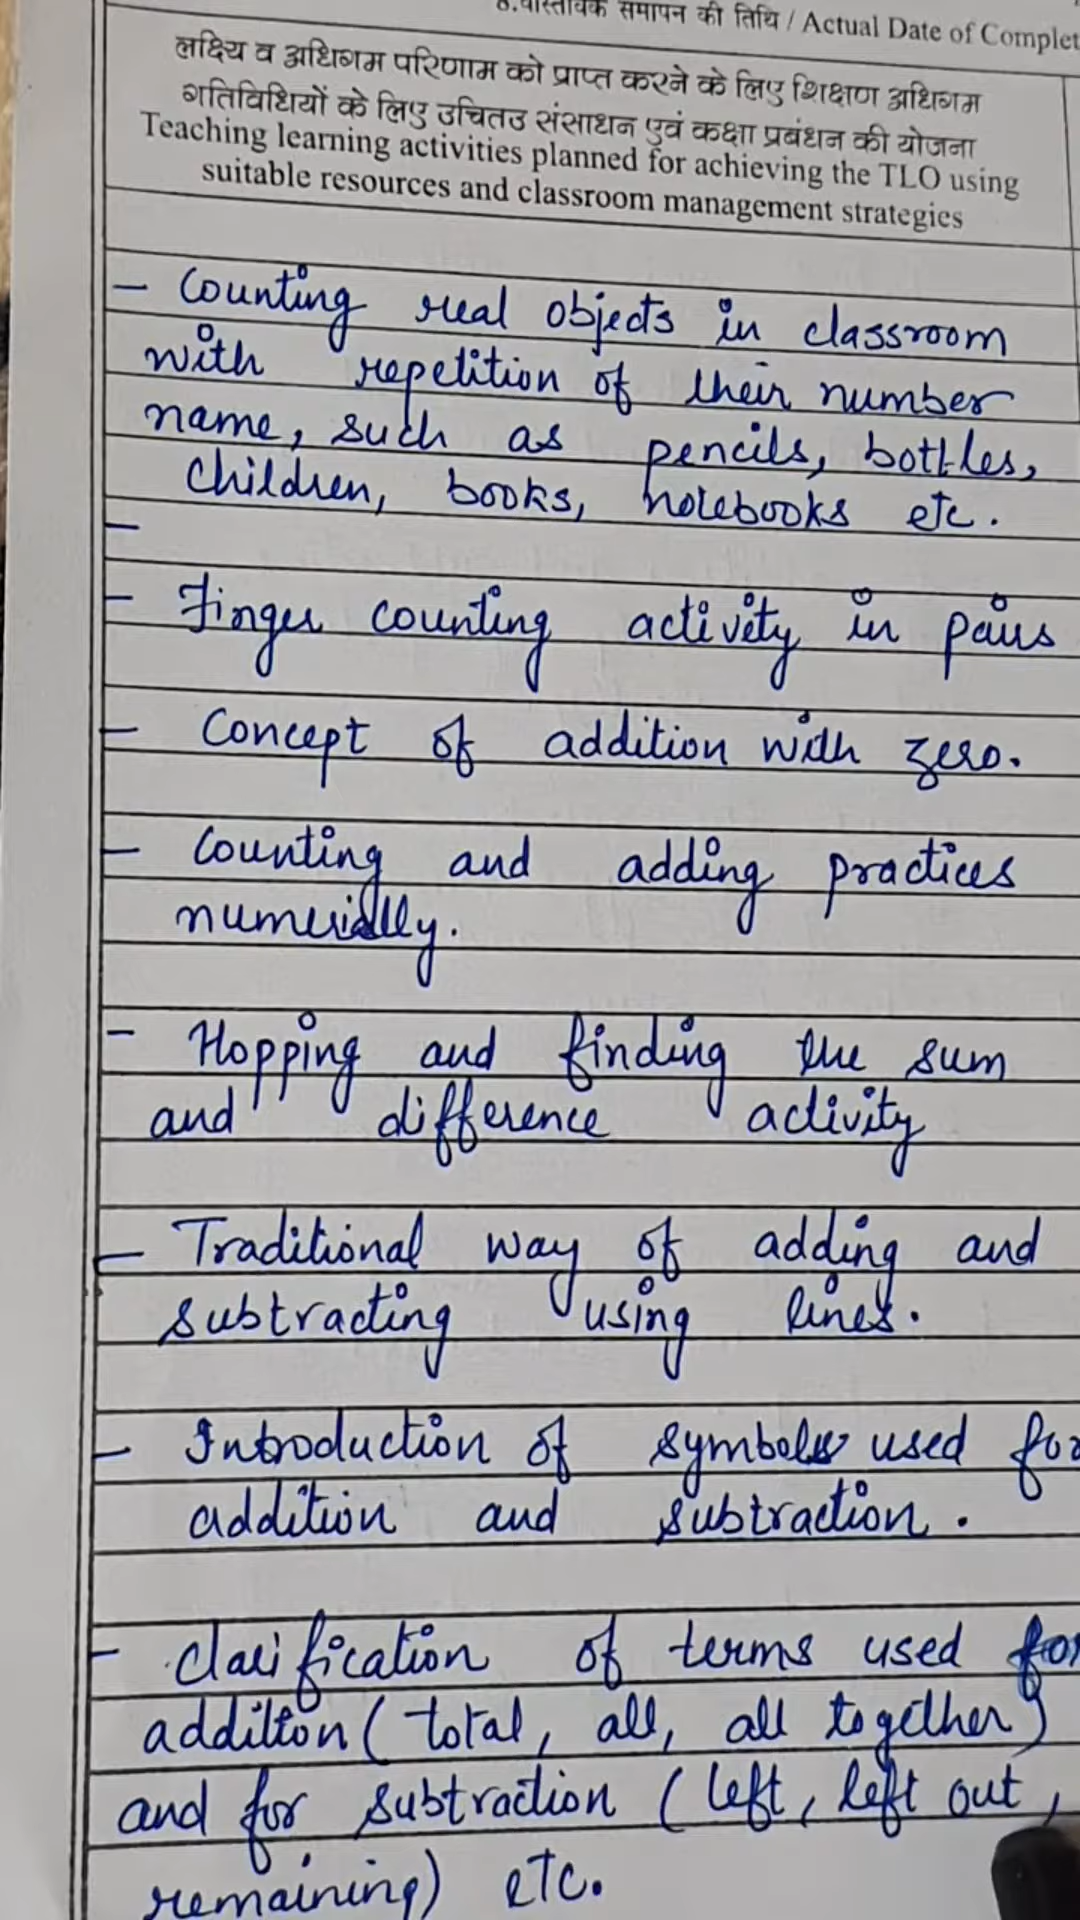 8.वास्तविक समापन की तिथि / Actual Date of Complet
लक्ष्यि व अधिगम परिणाम को प्राप्त करने के लिए शिक्षण अधिगम
गतिविधियों के लिए उचितउ संसाधन एवं कक्षा प्रबंधन की योजना
Teaching learning activities planned for achieving the TLO using
suitable resources and classroom management strategies
- Counting real objects in classroom
with repetition of their number
name, such as pencils, bottles,
children, books, notebooks etc.
-
- Finger counting activity in pairs
- Concept of addition with zero.
- Counting and adding practices
numerially.
- Hopping and finding the sum
and difference activity
- Traditional way of adding and
subtracting using lines.
- Introduction of symbols used for
addition and subtraction.
- Clarification of terms used for
addition (total, all, all together)
and for subtraction (left, left out,
remaining) etc.